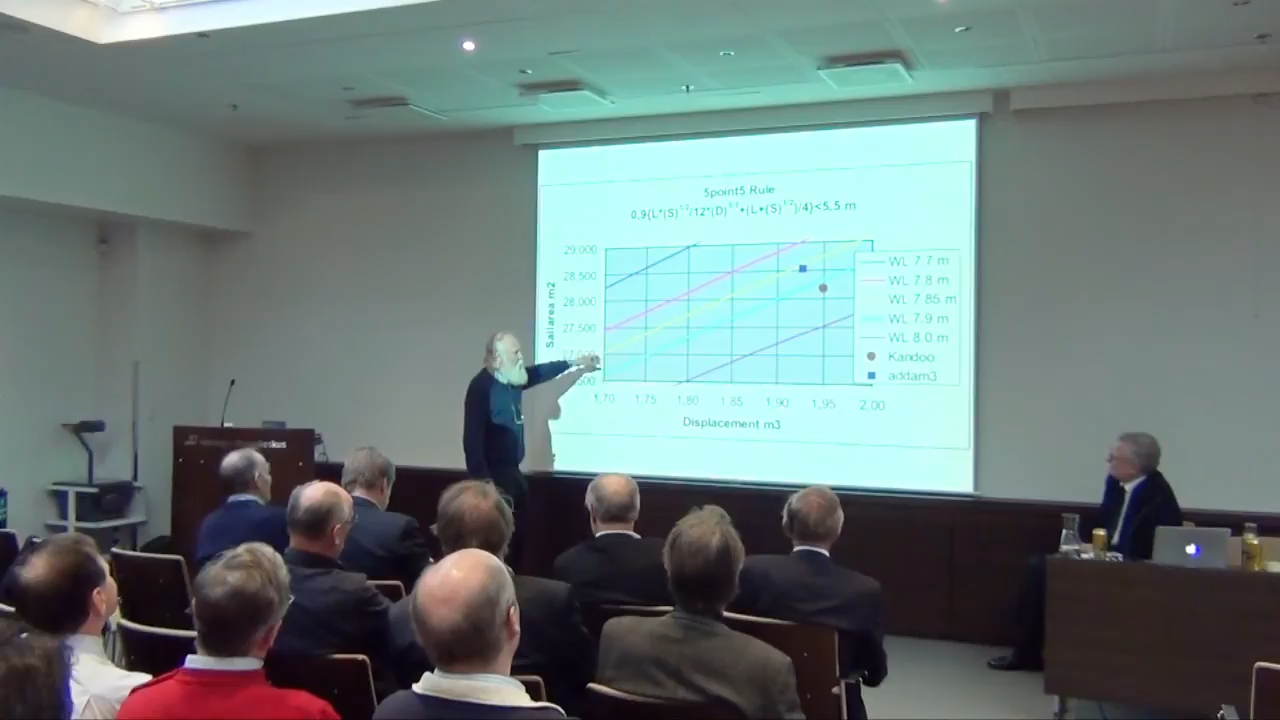 5point5 Rule
0,9{L*(S)^1/2/12*(D)^1/3+(L+(S)^1/2)/4}<5,5 m
29.000
28.500
28.000
27.500
Sailarea m2
1,70 1,75 1,80 1,85 1,90 1,95 2,00
Displacement m3
WL 7.7 m
WL 7.8 m
WL 7.85 m
WL 7.9 m
WL 8.0 m
Kandoo
addam3